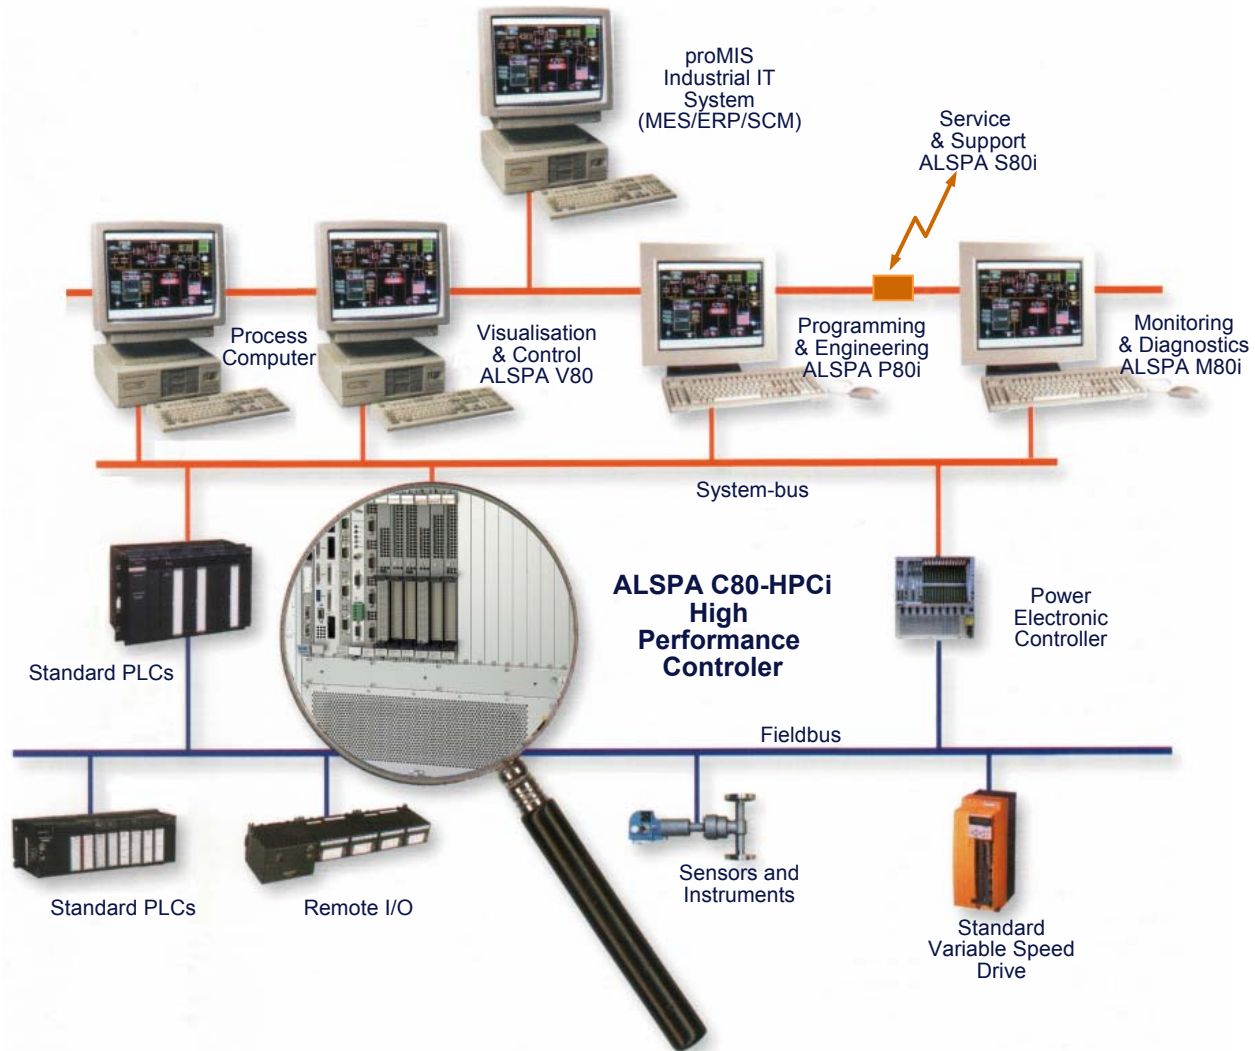 proMIS
Industrial IT
System
(MES/ERP/SCM)
Service
& Support
ALSPA S80i
Process
Computer
Visualisation
& Control
ALSPA V80
Programming
& Engineering
ALSPA P80i
Monitoring
& Diagnostics
ALSPA M80i
System-bus
Standard PLCs
ALSPA C80-HPCi
High
Performance
Controler
Power
Electronic
Controller
Fieldbus
Standard PLCs
Remote I/O
Sensors and
Instruments
Standard
Variable Speed
Drive